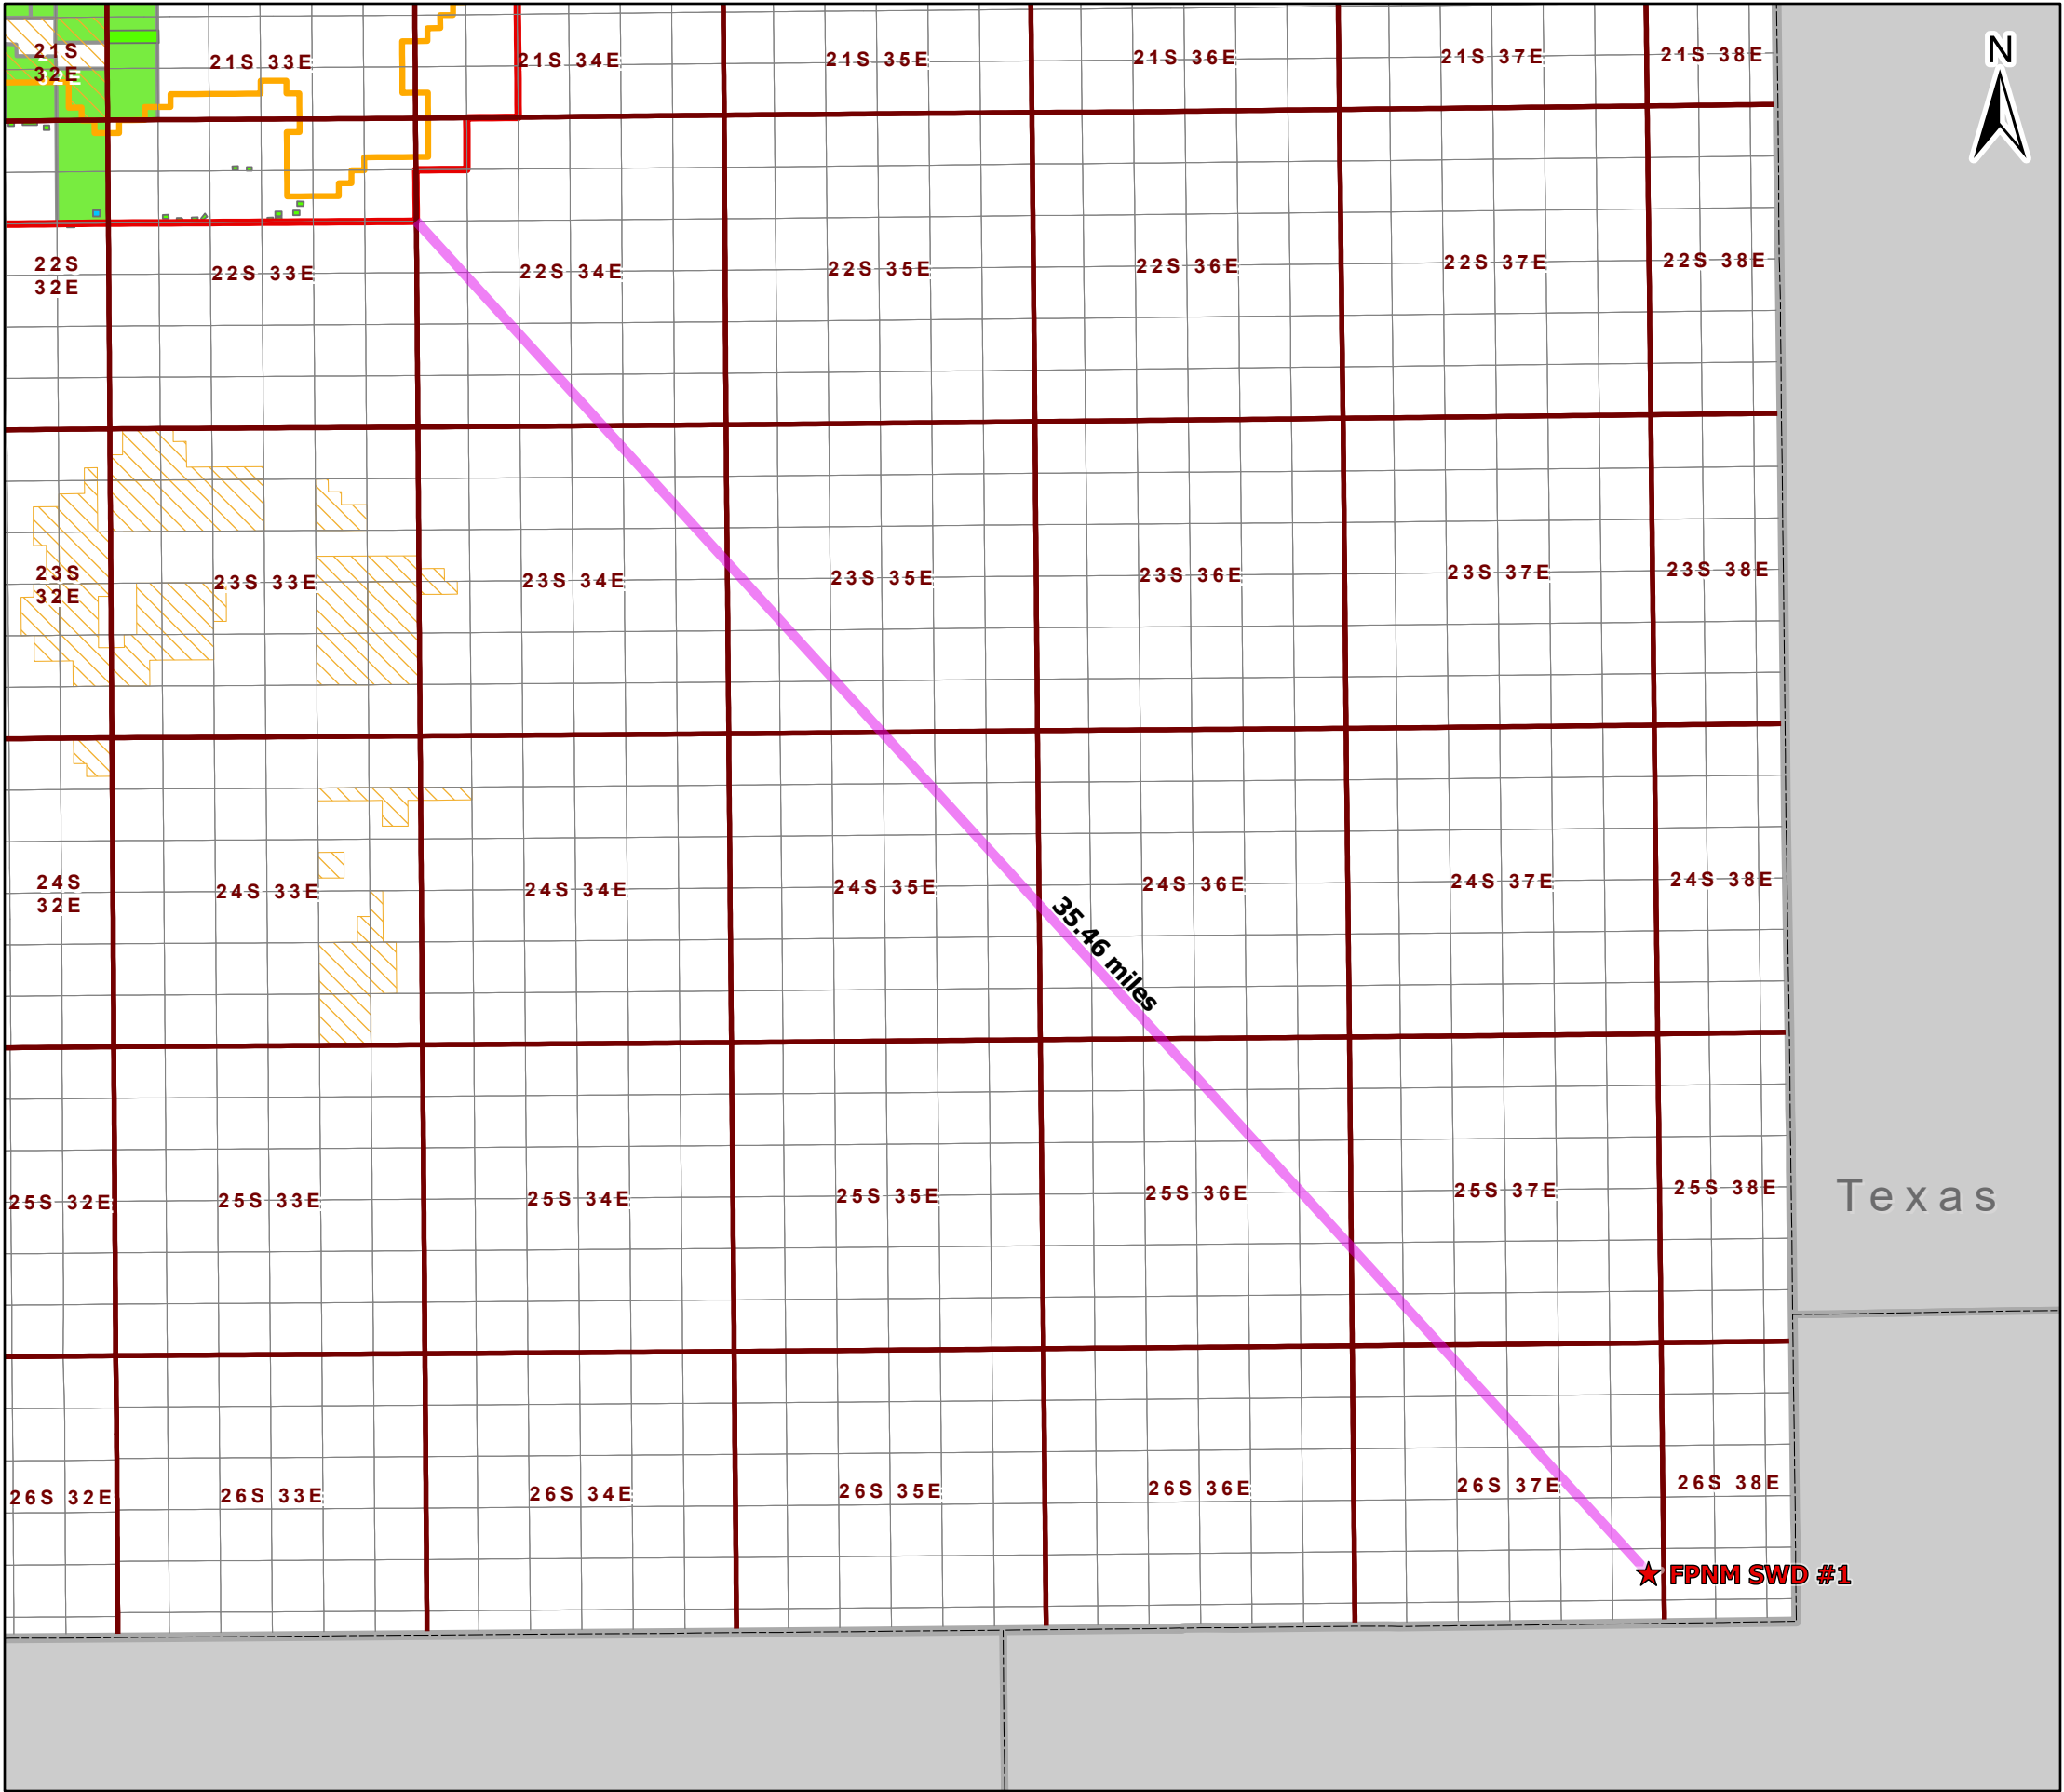 N
21S
32E
21S 33E
21S 34E
21S 35E
21S 36E
21S 37E
21S 38E
22S
32E
22S 33E
22S 34E
22S 35E
22S 36E
22S 37E
22S 38E
23S
32E
23S 33E
23S 34E
23S 35E
23S 36E
23S 37E
23S 38E
24S
32E
24S 33E
24S 34E
24S 35E
24S 36E
24S 37E
24S 38E
35.46 miles
25S 32E
25S 33E
25S 34E
25S 35E
25S 36E
25S 37E
25S 38E
Texas
26S 32E
26S 33E
26S 34E
26S 35E
26S 36E
26S 37E
26S 38E
FPNM SWD #1